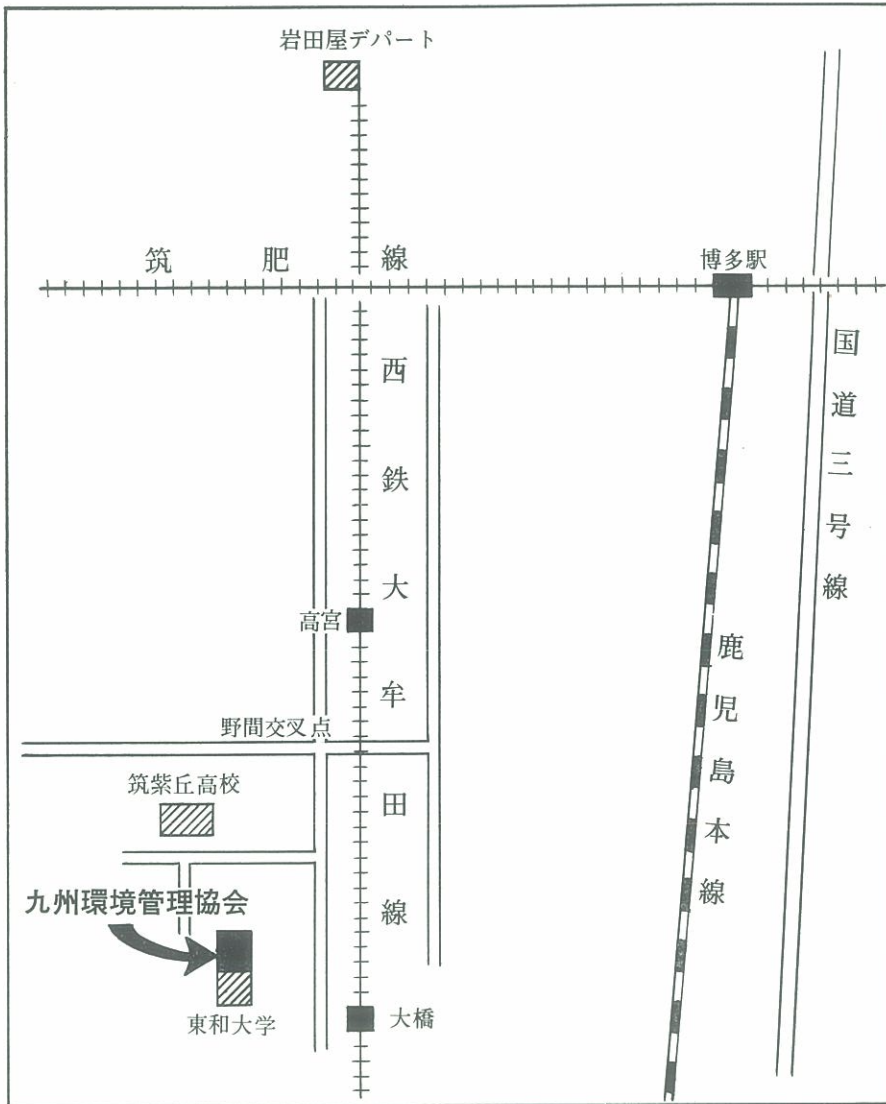 岩田屋デパート
筑肥線
博多駅
国道三号線
西鉄大牟田線
高宮
鹿児島本線
野間交叉点
筑紫丘高校
九州環境管理協会
東和大学
大橋